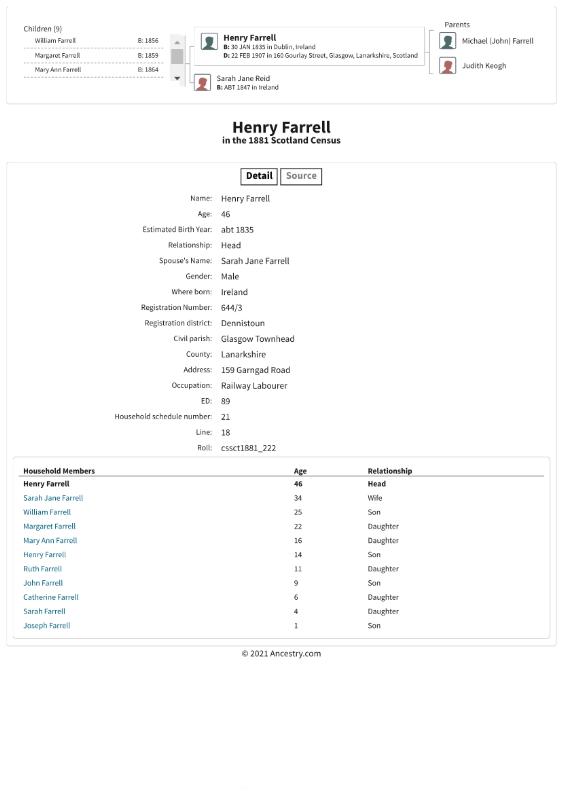 Children (9)
William Farrell B: 1856
Margaret Farrell B: 1859
Mary Ann Farrell B: 1864
Henry Farrell
B: 30 JAN 1835 in Dublin, Ireland
D: 22 FEB 1907 in 160 Gourlay Street, Glasgow, Lanarkshire, Scotland
Sarah Jane Reid
B: ABT 1847 in Ireland
Parents
Michael (John) Farrell
Judith Keogh
Henry Farrell
in the 1881 Scotland Census
Detail Source
Name: Henry Farrell
Age: 46
Estimated Birth Year: abt 1835
Relationship: Head
Spouse's Name: Sarah Jane Farrell
Gender: Male
Where born: Ireland
Registration Number: 644/3
Registration district: Dennistoun
Civil parish: Glasgow Townhead
County: Lanarkshire
Address: 159 Garngad Road
Occupation: Railway Labourer
ED: 89
Household schedule number: 21
Line: 18
Roll: cssct1881_222
Household Members Age Relationship
Henry Farrell 46 Head
Sarah Jane Farrell 34 Wife
William Farrell 25 Son
Margaret Farrell 22 Daughter
Mary Ann Farrell 16 Daughter
Henry Farrell 14 Son
Ruth Farrell 11 Daughter
John Farrell 9 Son
Catherine Farrell 6 Daughter
Sarah Farrell 4 Daughter
Joseph Farrell 1 Son
© 2021 Ancestry.com